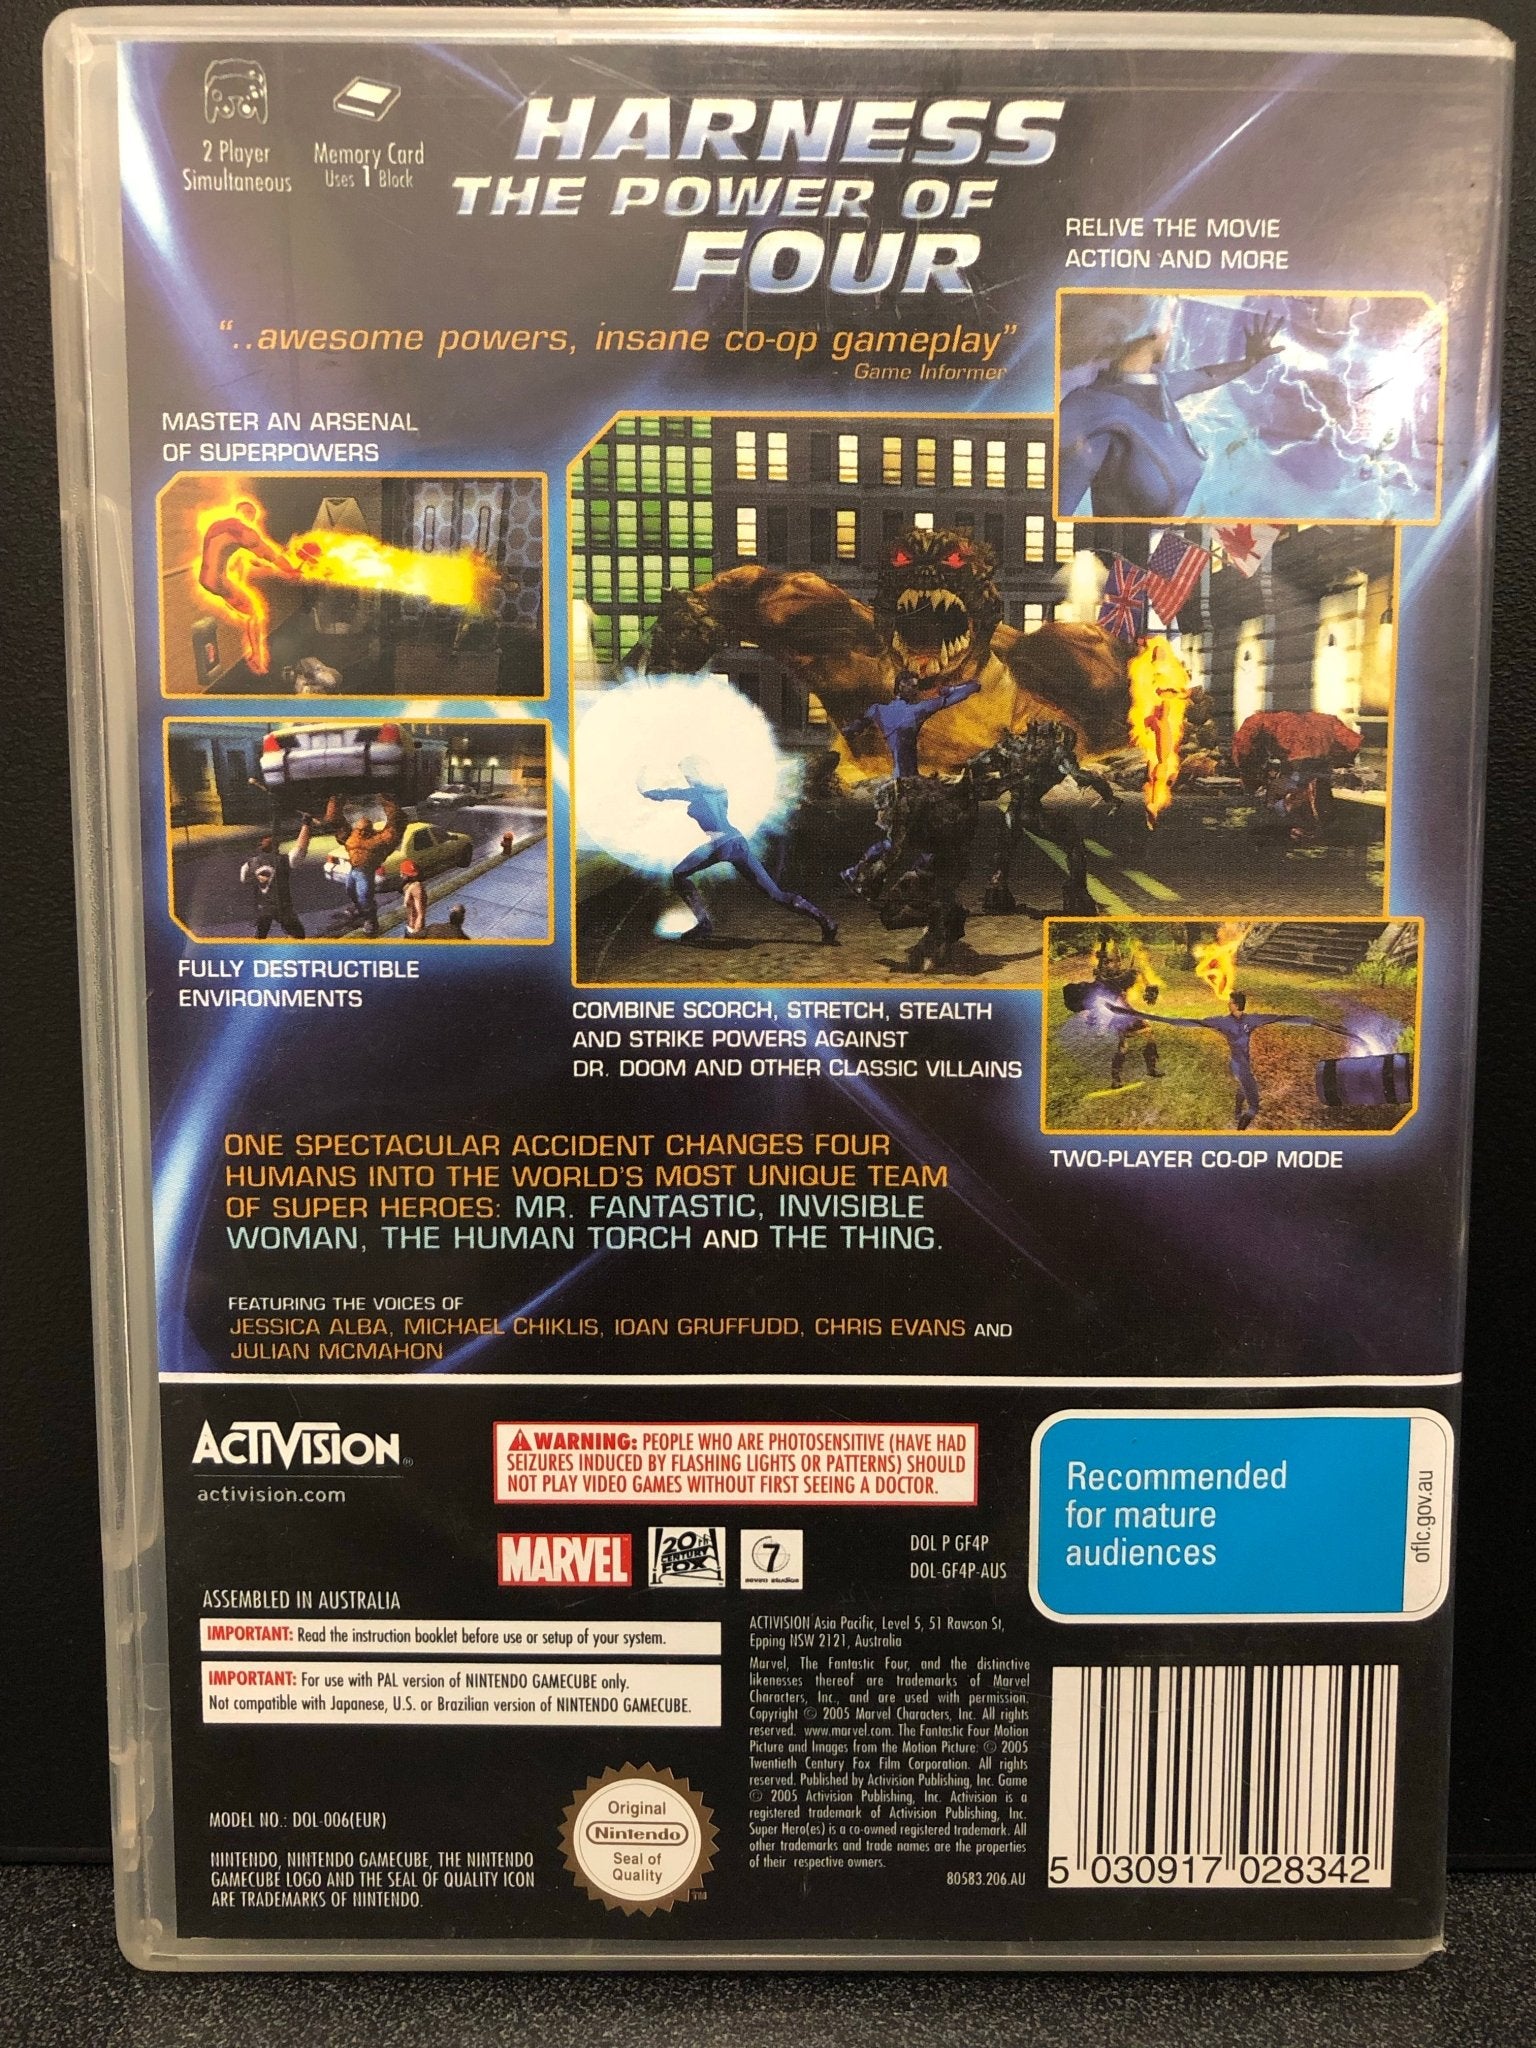 2 Player
Simultaneous
Memory Card
Uses 1 Block
HARNESS
THE POWER OF
FOUR
RELIVE THE MOVIE
ACTION AND MORE
"..awesome powers, insane co-op gameplay"
- Game Informer
MASTER AN ARSENAL
OF SUPERPOWERS
FULLY DESTRUCTIBLE
ENVIRONMENTS
COMBINE SCORCH, STRETCH, STEALTH
AND STRIKE POWERS AGAINST
DR. DOOM AND OTHER CLASSIC VILLAINS
TWO-PLAYER CO-OP MODE
ONE SPECTACULAR ACCIDENT CHANGES FOUR
HUMANS INTO THE WORLD'S MOST UNIQUE TEAM
OF SUPER HEROES: MR. FANTASTIC, INVISIBLE
WOMAN, THE HUMAN TORCH AND THE THING.
FEATURING THE VOICES OF
JESSICA ALBA, MICHAEL CHIKLIS, IOAN GRUFFUDD, CHRIS EVANS AND
JULIAN MCMAHON
ACTIVISION®
activision.com
WARNING: PEOPLE WHO ARE PHOTOSENSITIVE (HAVE HAD
SEIZURES INDUCED BY FLASHING LIGHTS OR PATTERNS) SHOULD
NOT PLAY VIDEO GAMES WITHOUT FIRST SEEING A DOCTOR.
Recommended
for mature
audiences
oflc.gov.au
MARVEL
20th
CENTURY
FOX
7
seven studios
DOL P GF4P
DOL-GF4P-AUS
ASSEMBLED IN AUSTRALIA
IMPORTANT: Read the instruction booklet before use or setup of your system.
IMPORTANT: For use with PAL version of NINTENDO GAMECUBE only.
Not compatible with Japanese, U.S. or Brazilian version of NINTENDO GAMECUBE.
ACTIVISION Asia Pacific, Level 5, 51 Rawson St,
Epping NSW 2121, Australia
Marvel, The Fantastic Four, and the distinctive
likenesses thereof are trademarks of Marvel
Characters, Inc., and are used with permission.
Copyright © 2005 Marvel Characters, Inc. All rights
reserved. www.marvel.com. The Fantastic Four Motion
Picture and Images from the Motion Picture: © 2005
Twentieth Century Fox Film Corporation. All rights
reserved. Published by Activision Publishing, Inc. Game
© 2005 Activision Publishing, Inc. Activision is a
registered trademark of Activision Publishing, Inc.
Super Hero(es) is a co-owned registered trademark. All
other trademarks and trade names are the properties
of their respective owners.
80583.206.AU
MODEL NO.: DOL-006(EUR)
NINTENDO, NINTENDO GAMECUBE, THE NINTENDO
GAMECUBE LOGO AND THE SEAL OF QUALITY ICON
ARE TRADEMARKS OF NINTENDO.
Original
Nintendo
Seal of
Quality
TM
5 030917 028342